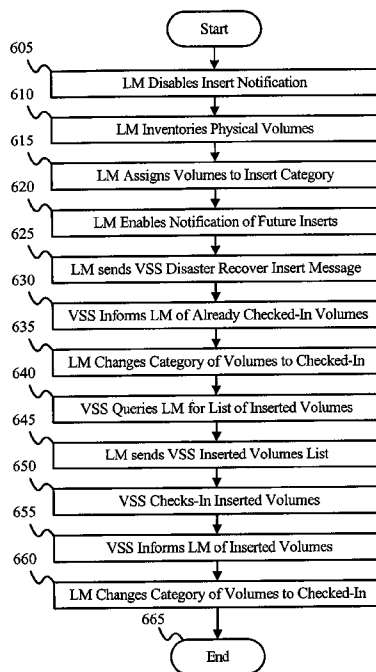 Start
605
LM Disables Insert Notification
610
LM Inventories Physical Volumes
615
LM Assigns Volumes to Insert Category
620
LM Enables Notification of Future Inserts
625
LM sends VSS Disaster Recover Insert Message
630
VSS Informs LM of Already Checked-In Volumes
635
LM Changes Category of Volumes to Checked-In
640
VSS Queries LM for List of Inserted Volumes
645
LM sends VSS Inserted Volumes List
650
VSS Checks-In Inserted Volumes
655
VSS Informs LM of Inserted Volumes
660
LM Changes Category of Volumes to Checked-In
665
End